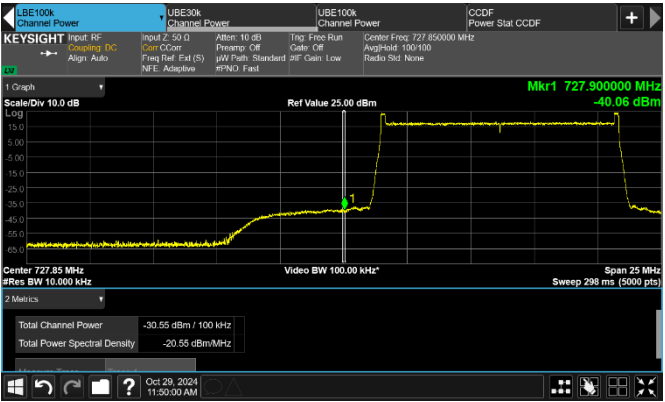 LBE100k
Channel Power
UBE30k
Channel Power
UBE100k
Channel Power
CCDF
Power Stat CCDF
KEYSIGHT
Input: RF
Coupling: DC
Align: Auto
Input Z: 50 Ω
Corr CCorr
Freq Ref: Ext (S)
NFE: Adaptive
Atten: 10 dB
Preamp: Off
µW Path: Standard
#PNO: Fast
Trig: Free Run
Gate: Off
#IF Gain: Low
Center Freq: 727.850000 MHz
Avg|Hold: 100/100
Radio Std: None
1 Graph
Mkr1 727.900000 MHz
-40.06 dBm
Scale/Div 10.0 dB
Ref Value 25.00 dBm
Log
15.0
5.00
-5.00
-15.0
-25.0
-35.0
-45.0
-55.0
-65.0
1
Center 727.85 MHz
Video BW 100.00 kHz*
Span 25 MHz
#Res BW 10.000 kHz
Sweep 298 ms (5000 pts)
2 Metrics
Total Channel Power -30.55 dBm / 100 kHz
Total Power Spectral Density -20.55 dBm/MHz
Oct 29, 2024
11:50:00 AM